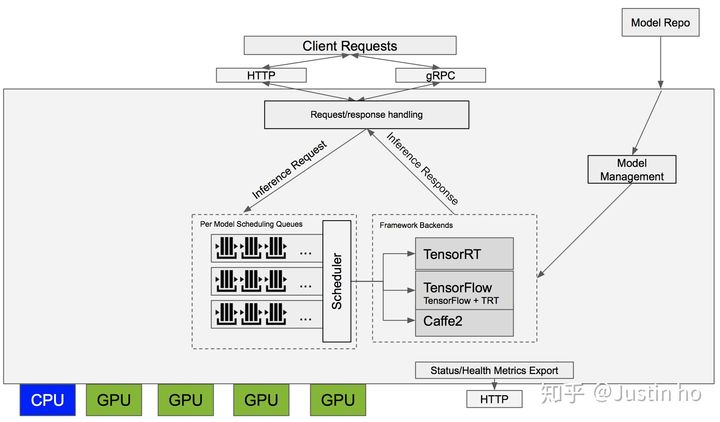 Client Requests
Model Repo
HTTP
gRPC
Request/response handling
Inference Request
Inference Response
Model
Management
Per Model Scheduling Queues
Framework Backends
...
...
...
Scheduler
TensorRT
TensorFlow
TensorFlow + TRT
Caffe2
Status/Health Metrics Export
HTTP
CPU
GPU
GPU
GPU
GPU
知乎 @Justin ho